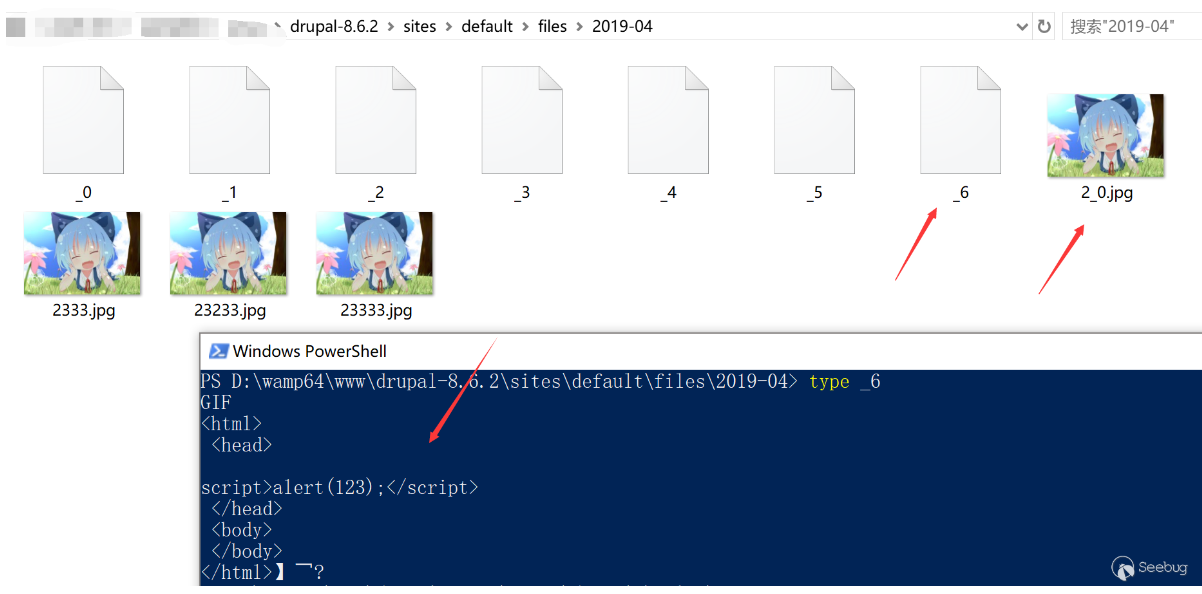 drupal-8.6.2 > sites > default > files > 2019-04
搜索"2019-04"
_0 _1 _2 _3 _4 _5 _6 2_0.jpg
2333.jpg 23233.jpg 23333.jpg
Windows PowerShell
PS D:\wamp64\www\drupal-8.6.2\sites\default\files\2019-04> type _6
GIF
<html>
<head>
script>alert(123);</script>
</head>
<body>
</body>
</html>】 ￢?
Seebug